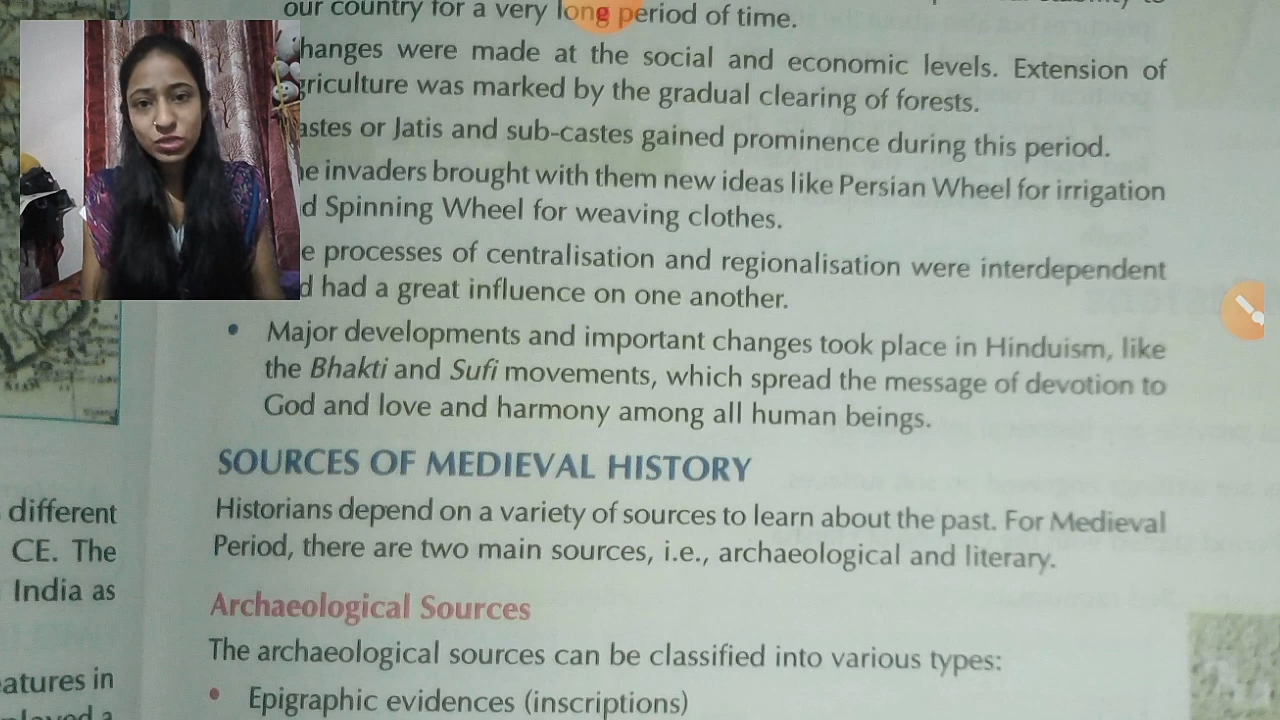 our country for a very long period of time.
hanges were made at the social and economic levels. Extension of
griculture was marked by the gradual clearing of forests.
astes or Jatis and sub-castes gained prominence during this period.
he invaders brought with them new ideas like Persian Wheel for irrigation
d Spinning Wheel for weaving clothes.
e processes of centralisation and regionalisation were interdependent
d had a great influence on one another.
• Major developments and important changes took place in Hinduism, like
the Bhakti and Sufi movements, which spread the message of devotion to
God and love and harmony among all human beings.
SOURCES OF MEDIEVAL HISTORY
Historians depend on a variety of sources to learn about the past. For Medieval
Period, there are two main sources, i.e., archaeological and literary.
Archaeological Sources
The archaeological sources can be classified into various types:
• Epigraphic evidences (inscriptions)
different
CE. The
India as
eatures in